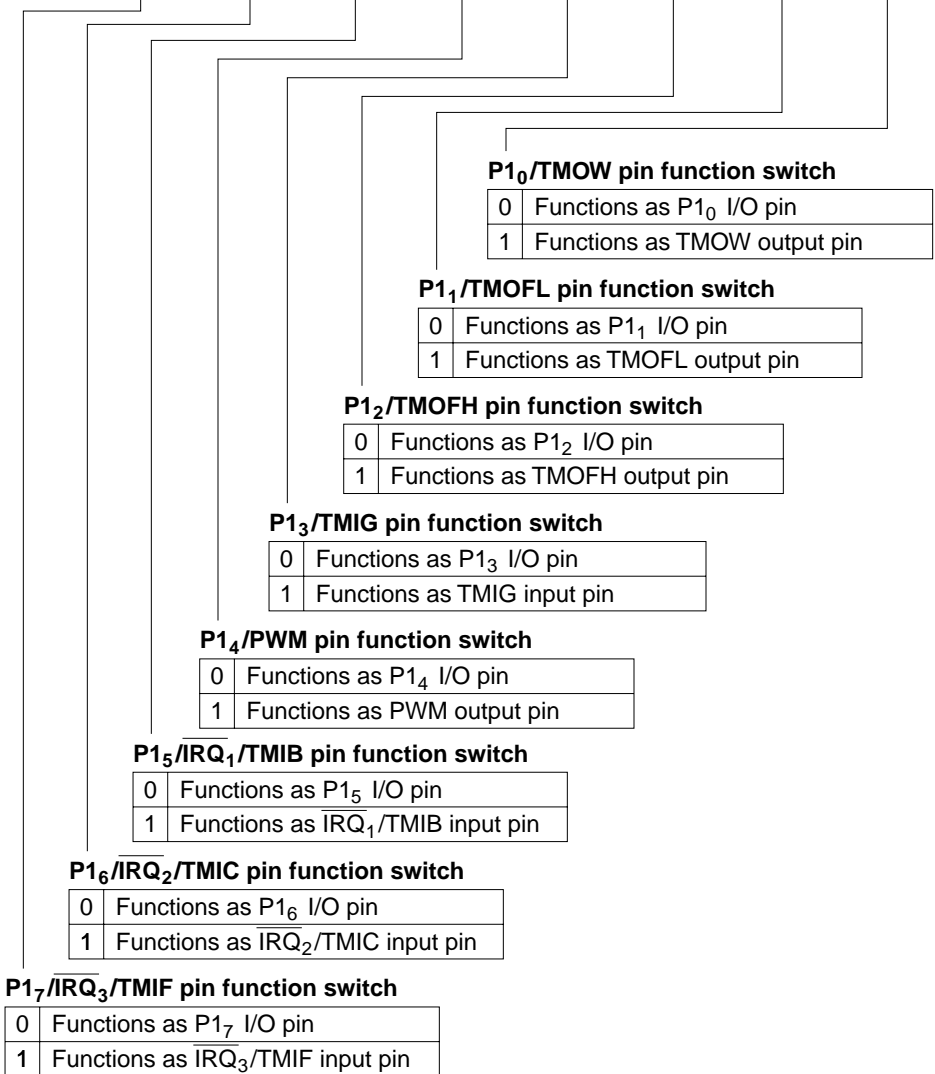 P1₀/TMOW pin function switch
0 Functions as P1₀ I/O pin
1 Functions as TMOW output pin
P1₁/TMOFL pin function switch
0 Functions as P1₁ I/O pin
1 Functions as TMOFL output pin
P1₂/TMOFH pin function switch
0 Functions as P1₂ I/O pin
1 Functions as TMOFH output pin
P1₃/TMIG pin function switch
0 Functions as P1₃ I/O pin
1 Functions as TMIG input pin
P1₄/PWM pin function switch
0 Functions as P1₄ I/O pin
1 Functions as PWM output pin
P1₅/I̅R̅Q̅₁/TMIB pin function switch
0 Functions as P1₅ I/O pin
1 Functions as I̅R̅Q̅₁/TMIB input pin
P1₆/I̅R̅Q̅₂/TMIC pin function switch
0 Functions as P1₆ I/O pin
1 Functions as I̅R̅Q̅₂/TMIC input pin
P1₇/I̅R̅Q̅₃/TMIF pin function switch
0 Functions as P1₇ I/O pin
1 Functions as I̅R̅Q̅₃/TMIF input pin